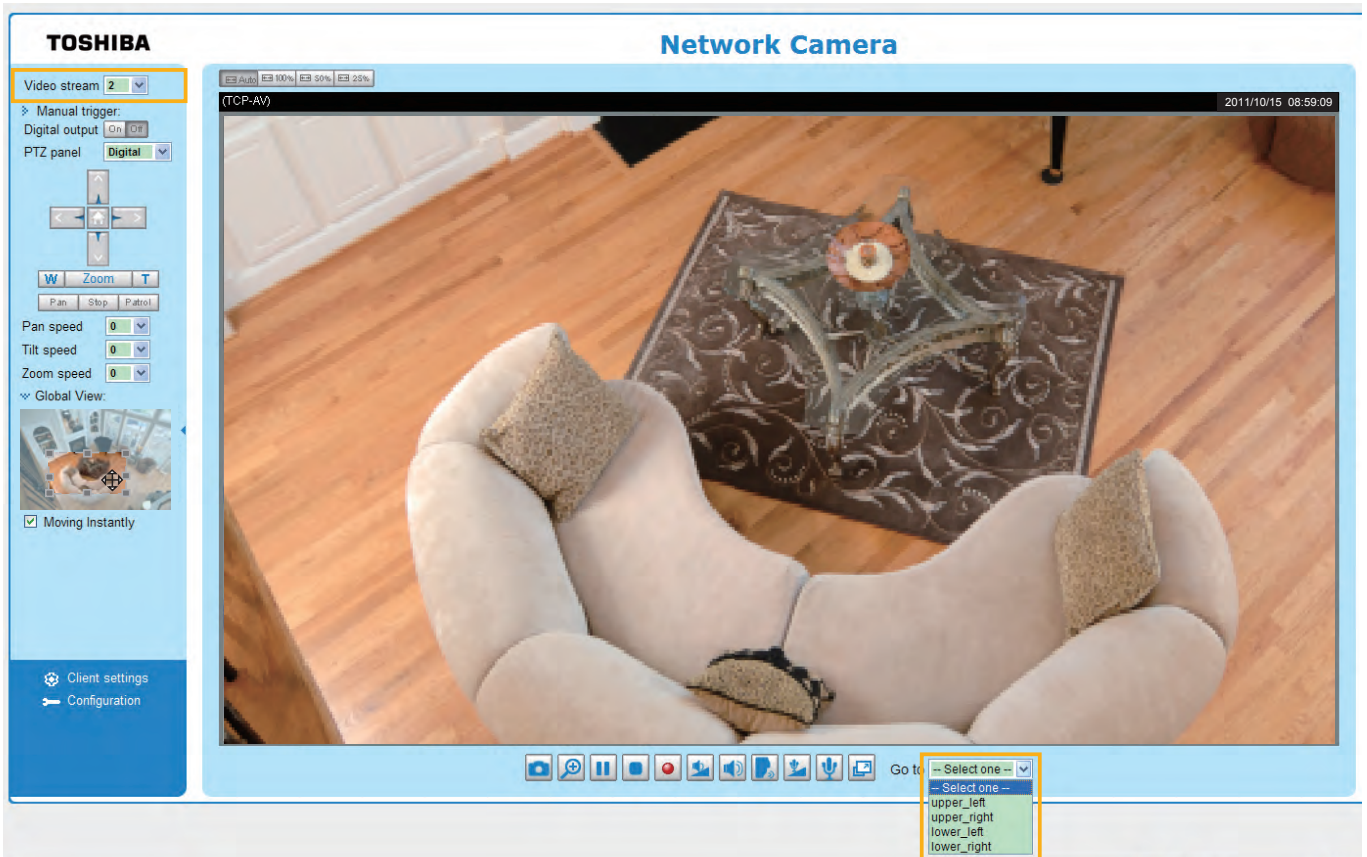 TOSHIBA
Network Camera
Video stream 2
Manual trigger:
Digital output On Off
PTZ panel Digital
W Zoom T
Pan Stop Patrol
Pan speed 0
Tilt speed 0
Zoom speed 0
Global View:
Moving Instantly
Client settings
Configuration
Auto 100% 50% 25%
(TCP-AV) 2011/10/15 08:59:09
Go to -- Select one --
-- Select one --
upper_left
upper_right
lower_left
lower_right